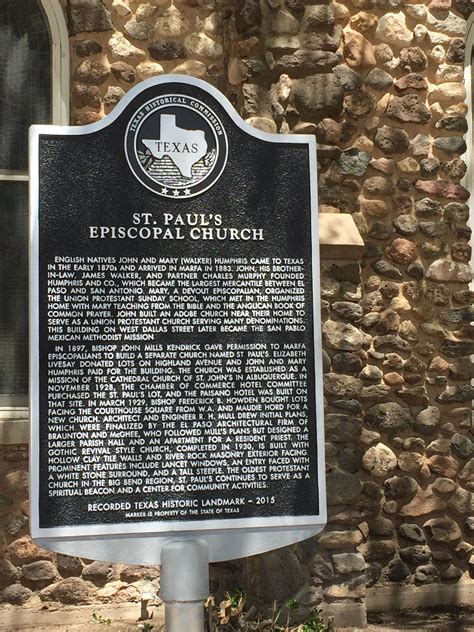 TEXAS HISTORICAL COMMISSION
TEXAS
ST. PAUL'S
EPISCOPAL CHURCH
ENGLISH NATIVES JOHN AND MARY (WALKER) HUMPHRIS CAME TO TEXAS
IN THE EARLY 1870s AND ARRIVED IN MARFA IN 1883. JOHN, HIS BROTHER-
IN-LAW, JAMES WALKER, AND PARTNER CHARLES MURPHY FOUNDED
HUMPHRIS AND CO., WHICH BECAME THE LARGEST MERCANTILE BETWEEN EL
PASO AND SAN ANTONIO. MARY, A DEVOUT EPISCOPALIAN, ORGANIZED
THE UNION PROTESTANT SUNDAY SCHOOL, WHICH MET IN THE HUMPHRIS
HOME WITH MARY TEACHING FROM THE BIBLE AND THE ANGLICAN BOOK OF
COMMON PRAYER. JOHN BUILT AN ADOBE CHURCH NEAR THEIR HOME TO
SERVE AS A UNION PROTESTANT CHURCH SERVING MANY DENOMINATIONS.
THIS BUILDING ON WEST DALLAS STREET LATER BECAME THE SAN PABLO
MEXICAN METHODIST MISSION
IN 1897, BISHOP JOHN MILLS KENDRICK GAVE PERMISSION TO MARFA
EPISCOPALIANS TO BUILD A SEPARATE CHURCH NAMED ST. PAUL'S. ELIZABETH
LIVESAY DONATED LOTS ON HIGHLAND AVENUE AND JOHN AND MARY
HUMPHRIS PAID FOR THE BUILDING. THE CHURCH WAS ESTABLISHED AS A
MISSION OF THE CATHEDRAL CHURCH OF ST. JOHN'S IN ALBUQUERQUE. IN
NOVEMBER 1928, THE CHAMBER OF COMMERCE HOTEL COMMITTEE
PURCHASED THE ST. PAUL'S LOT, AND THE PAISANO HOTEL WAS BUILT ON
THAT SITE. IN MARCH 1929, BISHOP FREDERICK B. HOWDEN BOUGHT LOTS
FACING THE COURTHOUSE SQUARE FROM W.A. AND MAUDIE HORD FOR A
NEW CHURCH. ARCHITECT AND ENGINEER R. H. MULL DREW INITIAL PLANS,
WHICH WERE FINALIZED BY THE EL PASO ARCHITECTURAL FIRM OF
BRAUNTON AND McGHEE, WHO FOLLOWED MULL'S PLANS BUT DESIGNED A
LARGER PARISH HALL AND AN APARTMENT FOR A RESIDENT PRIEST. THE
GOTHIC REVIVAL STYLE CHURCH, COMPLETED IN 1930, IS BUILT WITH
HOLLOW CLAY TILE WALLS AND RIVER ROCK MASONRY EXTERIOR FACING.
PROMINENT FEATURES INCLUDE LANCET WINDOWS, AN ENTRY FACED WITH
A WHITE STONE SURROUND, AND A TALL STEEPLE. THE OLDEST PROTESTANT
CHURCH IN THE BIG BEND REGION, ST. PAUL'S CONTINUES TO SERVE AS A
SPIRITUAL BEACON AND A CENTER FOR COMMUNITY ACTIVITIES.
RECORDED TEXAS HISTORIC LANDMARK – 2015
MARKER IS PROPERTY OF THE STATE OF TEXAS